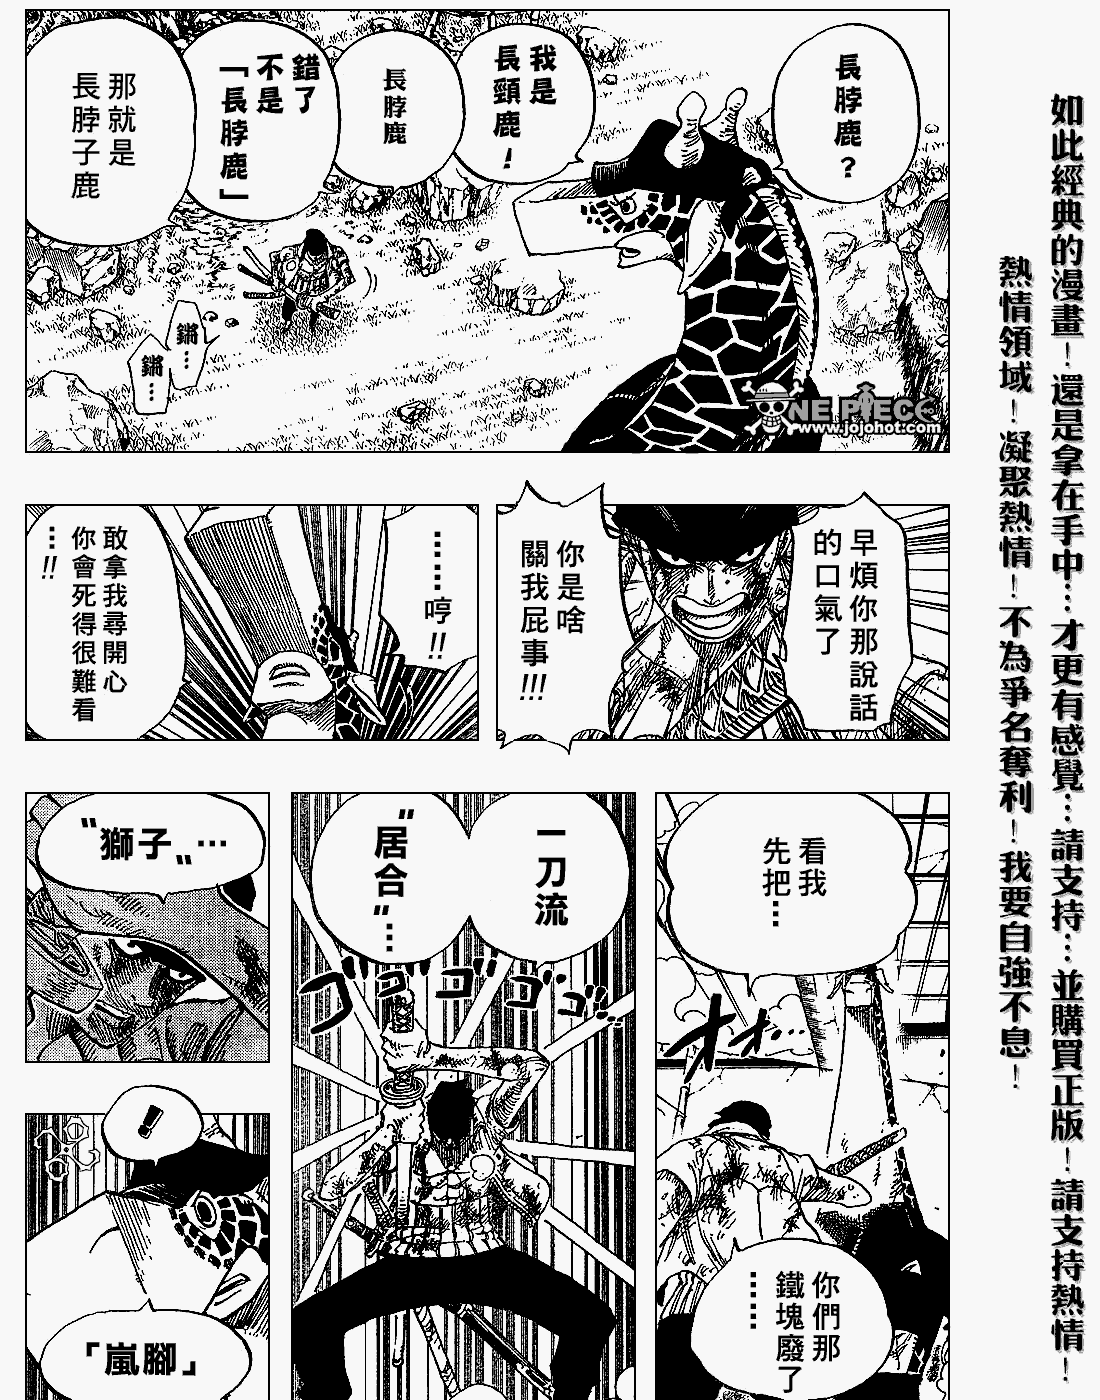 長脖鹿？
我是
長頸鹿！
長脖鹿
錯了
不是
「長脖鹿」
那就是
長脖子鹿
鏘…
鏘…
ONE PIECE
www.jojohot.com
早煩你那說話
的口氣了
你是啥
關我屁事!!!
……哼!!
敢拿我尋開心
你會死得很難看
…!!
看我
先把…
オオ…
你們那
鐵塊廢了
……
一刀流
"居合"…
ゴゴゴゴゴ…
"獅子"…
！
「嵐腳」
如此經典的漫畫！還是拿在手中…才更有感覺…請支持…並購買正版！請支持熱情！
熱情領域！凝聚熱情！不為爭名奪利！我要自強不息！